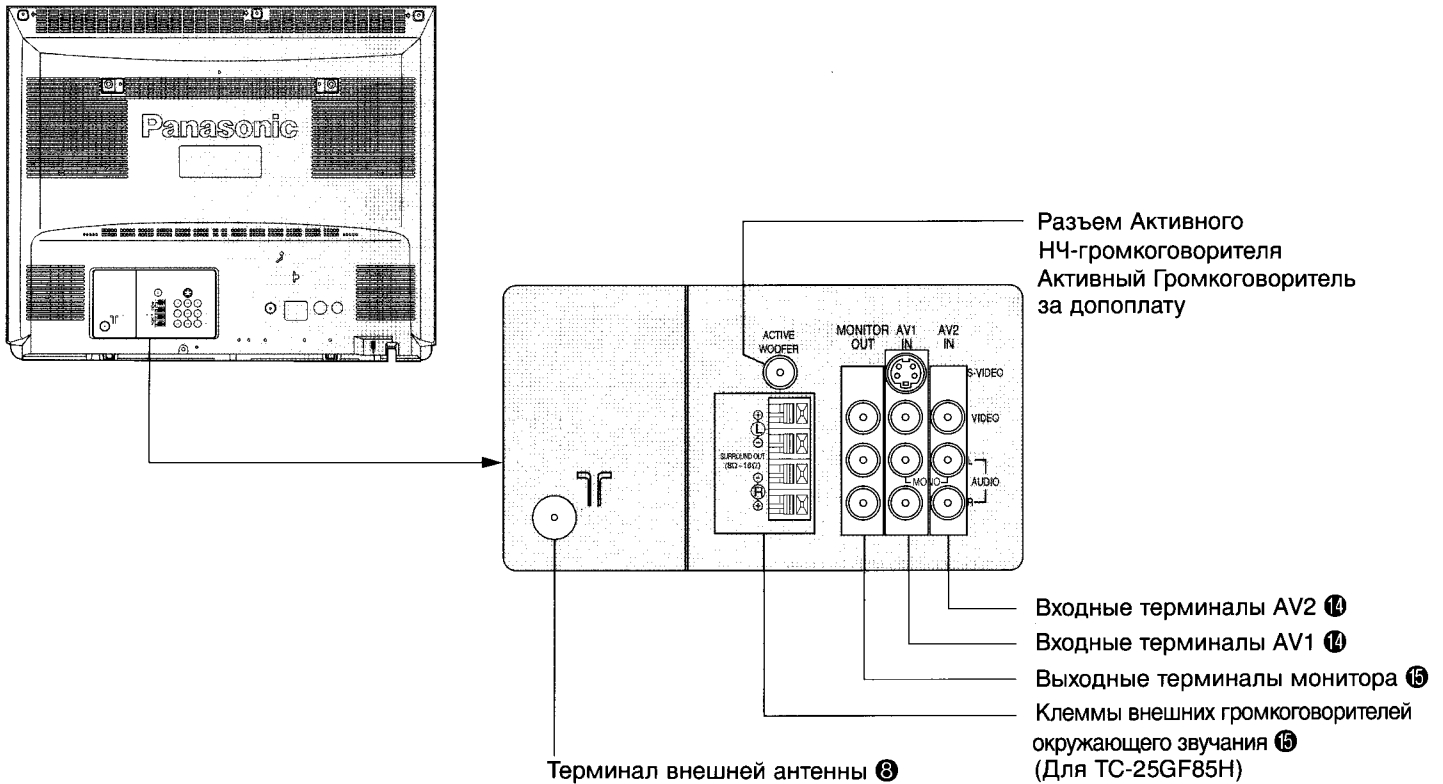 Panasonic
Разъем Активного
НЧ-громкоговорителя
Активный Громкоговоритель
за допоплату
ACTIVE
WOOFER
MONITOR
OUT
AV1
IN
AV2
IN
S-VIDEO
VIDEO
L
SURROUND OUT
(8Ω-16Ω)
R
L
MONO
AUDIO
R
Входные терминалы AV2 ⓮
Входные терминалы AV1 ⓮
Выходные терминалы монитора ⓯
Клеммы внешних громкоговорителей
окружающего звучания ⓯
(Для TC-25GF85H)
Терминал внешней антенны ❽